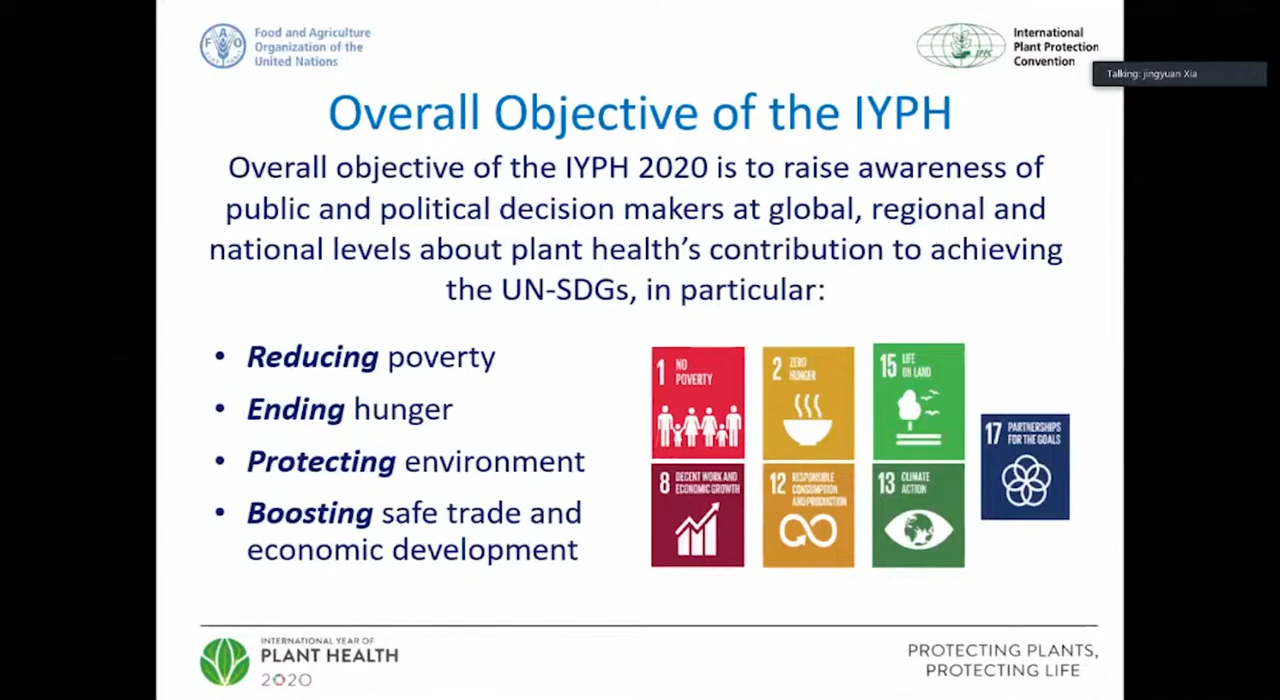 Food and Agriculture
Organization of the
United Nations
FAO
IPPC
International
Plant Protection
Convention
Talking: jingyuan Xia
Overall Objective of the IYPH
Overall objective of the IYPH 2020 is to raise awareness of
public and political decision makers at global, regional and
national levels about plant health’s contribution to achieving
the UN-SDGs, in particular:
• Reducing poverty
• Ending hunger
• Protecting environment
• Boosting safe trade and
economic development
1 NO
POVERTY
2 ZERO
HUNGER
15 LIFE
ON LAND
17 PARTNERSHIPS
FOR THE GOALS
8 DECENT WORK AND
ECONOMIC GROWTH
12 RESPONSIBLE
CONSUMPTION
AND PRODUCTION
13 CLIMATE
ACTION
INTERNATIONAL YEAR OF
PLANT HEALTH
2020
PROTECTING PLANTS,
PROTECTING LIFE